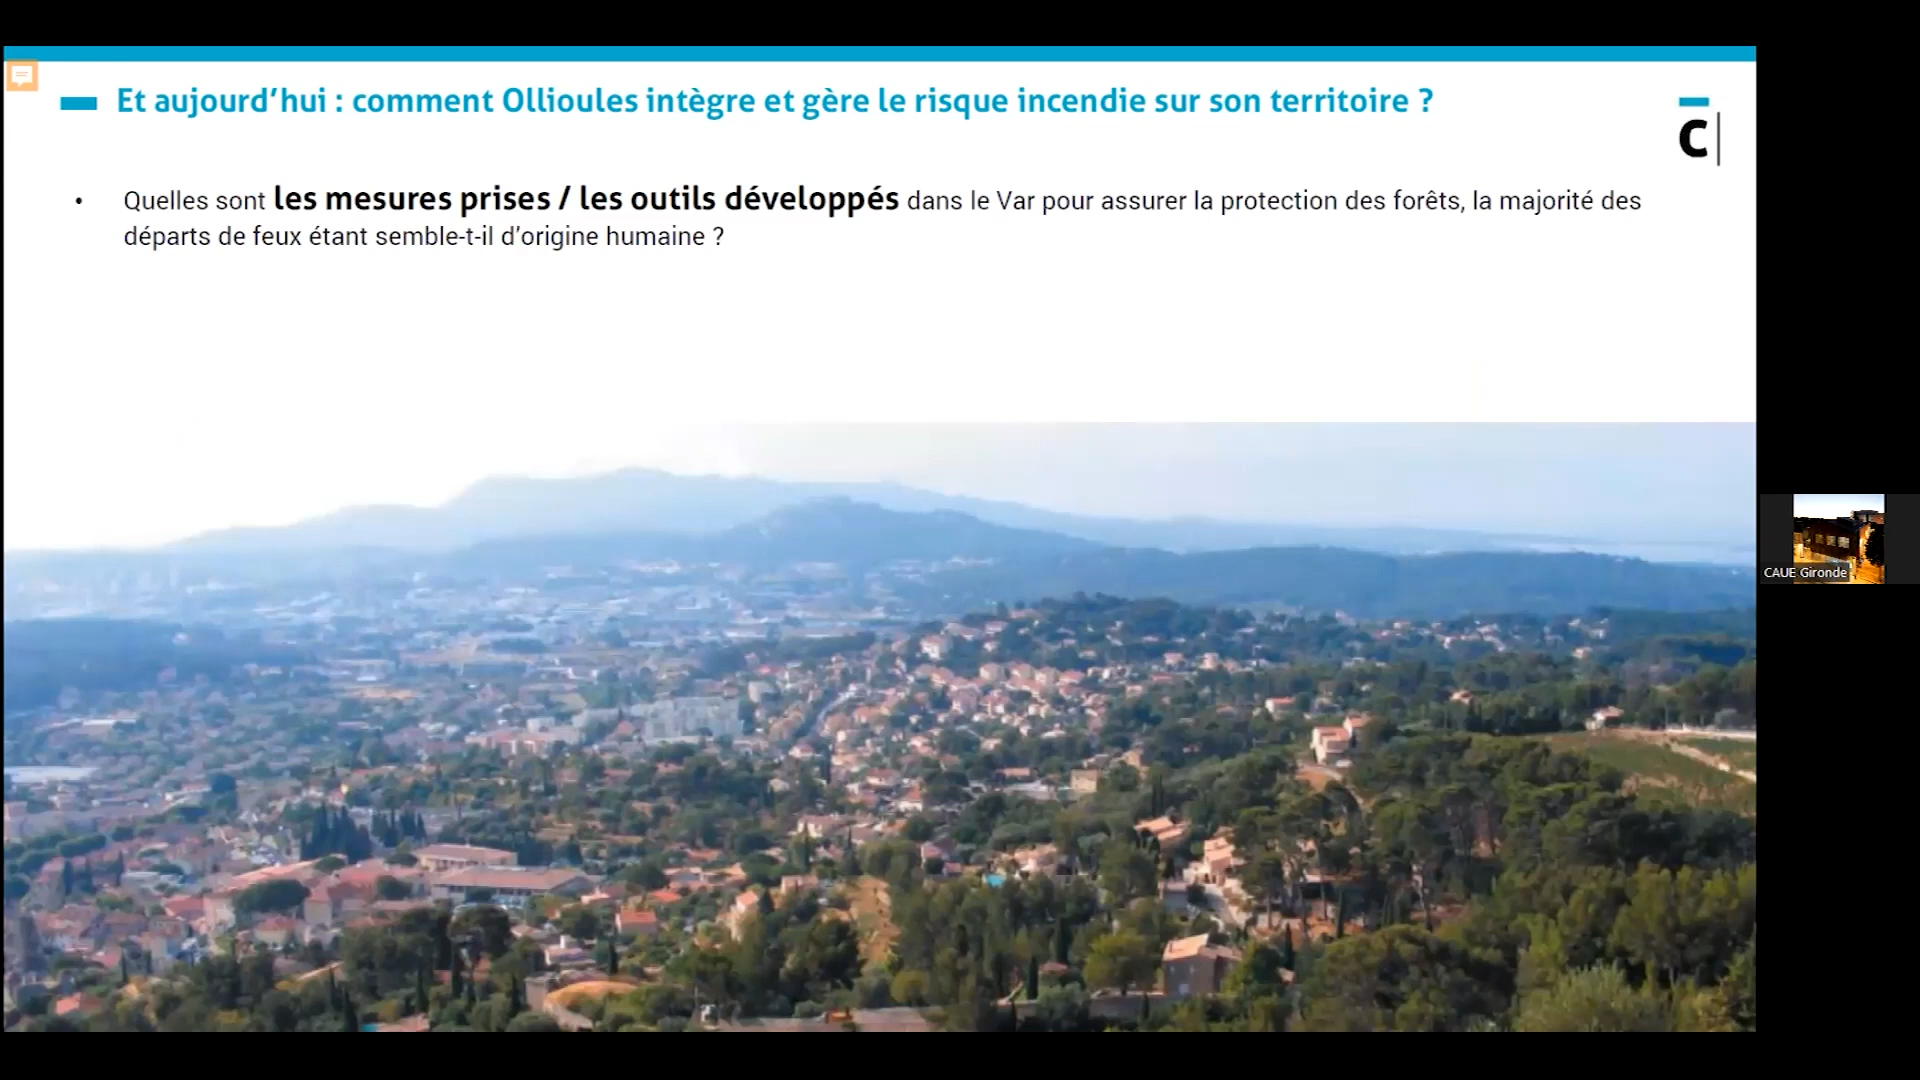 Et aujourd’hui : comment Ollioules intègre et gère le risque incendie sur son territoire ?
C|
• Quelles sont les mesures prises / les outils développés dans le Var pour assurer la protection des forêts, la majorité des
départs de feux étant semble-t-il d’origine humaine ?
CAUE Gironde